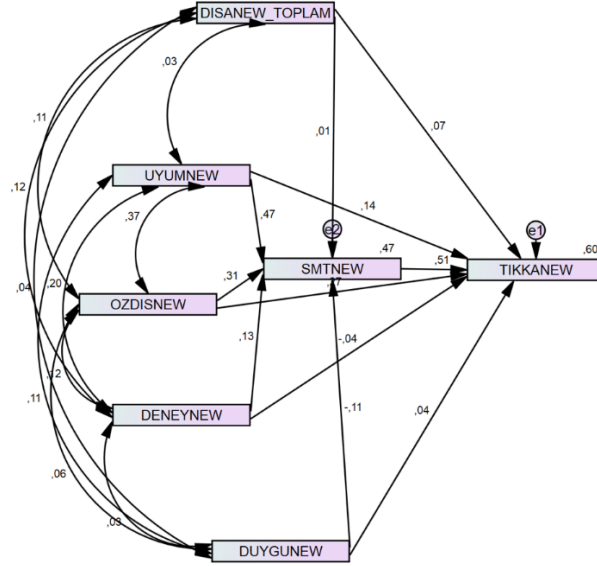 DISANEW_TOPLAM
,03
,11
,01
,07
,12
UYUMNEW
,14
,37
,47
e2
e1
,47
,60
SMTNEW
,51
TIKKANEW
,20
,31
,04
OZDISNEW
-,04
,13
,12
,11
DENEYNEW
-,11
,04
,06
,03
DUYGUNEW